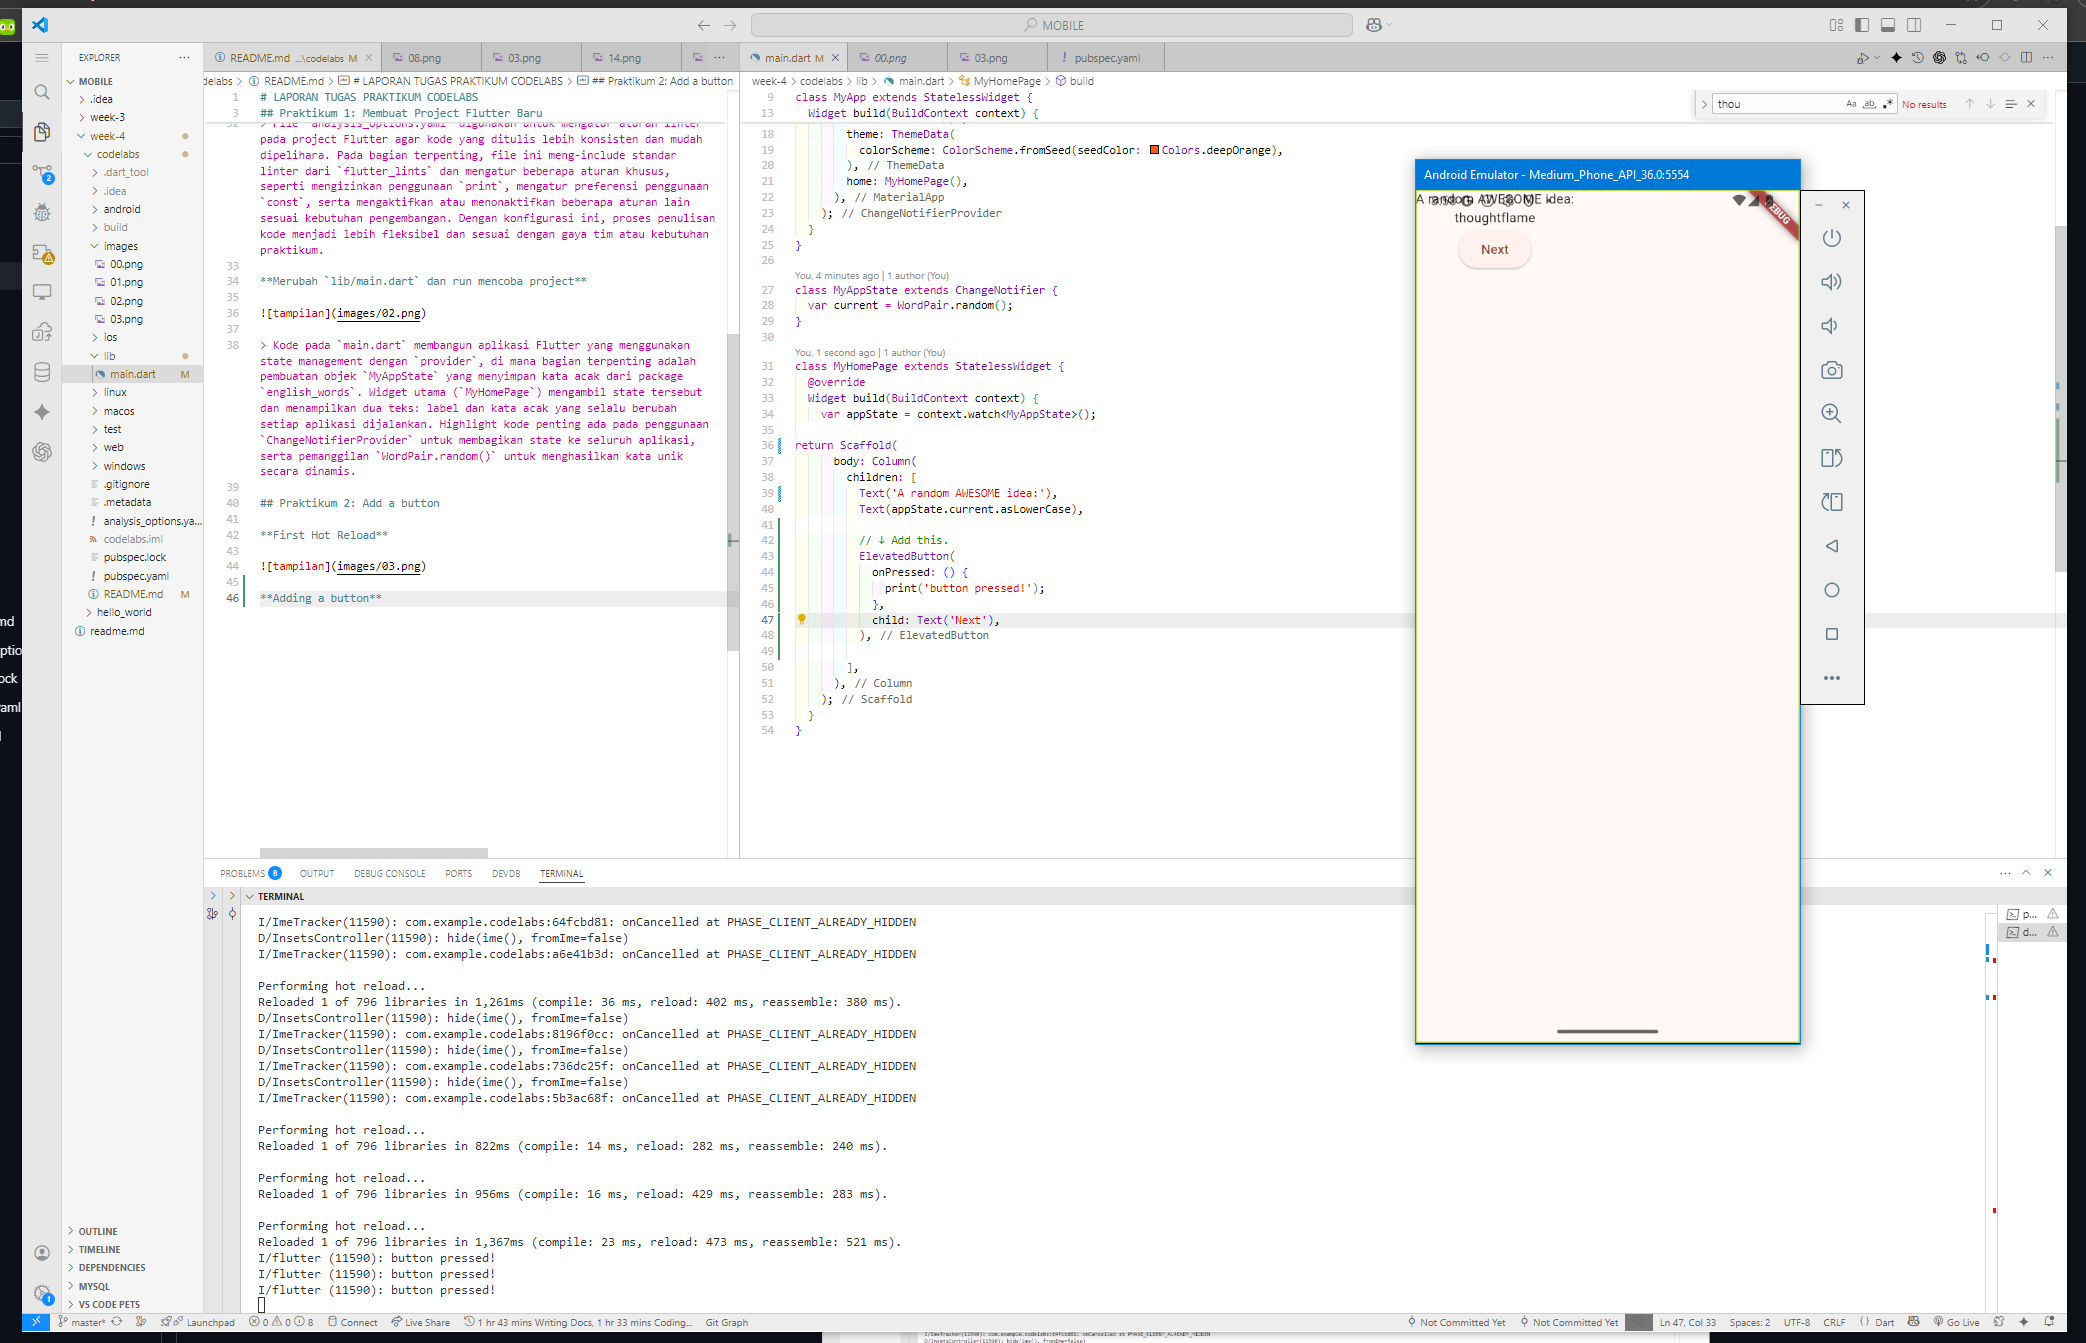 MOBILE
EXPLORER
MOBILE
.idea
week-3
week-4
codelabs
.dart_tool
.idea
android
build
images
00.png
01.png
02.png
03.png
ios
lib
main.dart M
linux
macos
test
web
windows
.gitignore
.metadata
analysis_options.ya...
codelabs.iml
pubspec.lock
pubspec.yaml
README.md M
hello_world
readme.md
OUTLINE
TIMELINE
DEPENDENCIES
MYSQL
VS CODE PETS
README.md ...\codelabs M
08.png
03.png
14.png
delabs > README.md > # LAPORAN TUGAS PRAKTIKUM CODELABS > ## Praktikum 2: Add a button
1 # LAPORAN TUGAS PRAKTIKUM CODELABS
3 ## Praktikum 1: Membuat Project Flutter Baru
32 > File `analysis_options.yaml` digunakan untuk mengatur aturan linter
pada project Flutter agar kode yang ditulis lebih konsisten dan mudah
dipelihara. Pada bagian terpenting, file ini meng-include standar
linter dari `flutter_lints` dan mengatur beberapa aturan khusus,
seperti mengizinkan penggunaan `print`, mengatur preferensi penggunaan
`const`, serta mengaktifkan atau menonaktifkan beberapa aturan lain
sesuai kebutuhan pengembangan. Dengan konfigurasi ini, proses penulisan
kode menjadi lebih fleksibel dan sesuai dengan gaya tim atau kebutuhan
praktikum.
33
34 **Merubah `lib/main.dart` dan run mencoba project**
35
36 ![tampilan](images/02.png)
37
38 > Kode pada `main.dart` membangun aplikasi Flutter yang menggunakan
state management dengan `provider`, di mana bagian terpenting adalah
pembuatan objek `MyAppState` yang menyimpan kata acak dari package
`english_words`. Widget utama (`MyHomePage`) mengambil state tersebut
dan menampilkan dua teks: label dan kata acak yang selalu berubah
setiap aplikasi dijalankan. Highlight kode penting ada pada penggunaan
`ChangeNotifierProvider` untuk membagikan state ke seluruh aplikasi,
serta pemanggilan `WordPair.random()` untuk menghasilkan kata unik
secara dinamis.
39
40 ## Praktikum 2: Add a button
41
42 **First Hot Reload**
43
44 ![tampilan](images/03.png)
45
46 **Adding a button**
main.dart M
00.png
03.png
pubspec.yaml
week-4 > codelabs > lib > main.dart > MyHomePage > build
thou
Aa ab .* No results
9 class MyApp extends StatelessWidget {
13 Widget build(BuildContext context) {
18 theme: ThemeData(
19 colorScheme: ColorScheme.fromSeed(seedColor: Colors.deepOrange),
20 ), // ThemeData
21 home: MyHomePage(),
22 ), // MaterialApp
23 ); // ChangeNotifierProvider
24 }
25 }
26
You, 4 minutes ago | 1 author (You)
27 class MyAppState extends ChangeNotifier {
28 var current = WordPair.random();
29 }
30
You, 1 second ago | 1 author (You)
31 class MyHomePage extends StatelessWidget {
32 @override
33 Widget build(BuildContext context) {
34 var appState = context.watch<MyAppState>();
35
36 return Scaffold(
37 body: Column(
38 children: [
39 Text('A random AWESOME idea:'),
40 Text(appState.current.asLowerCase),
41
42 // ↓ Add this.
43 ElevatedButton(
44 onPressed: () {
45 print('button pressed!');
46 },
47 child: Text('Next'),
48 ), // ElevatedButton
49
50 ],
51 ), // Column
52 ); // Scaffold
53 }
54 }
Android Emulator - Medium_Phone_API_36.0:5554
A random AWESOME idea:
thoughtflame
Next
PROBLEMS 8 OUTPUT DEBUG CONSOLE PORTS DEVDB TERMINAL
TERMINAL
I/ImeTracker(11590): com.example.codelabs:64fcbd81: onCancelled at PHASE_CLIENT_ALREADY_HIDDEN
D/InsetsController(11590): hide(ime(), fromIme=false)
I/ImeTracker(11590): com.example.codelabs:a6e41b3d: onCancelled at PHASE_CLIENT_ALREADY_HIDDEN
Performing hot reload...
Reloaded 1 of 796 libraries in 1,261ms (compile: 36 ms, reload: 402 ms, reassemble: 380 ms).
D/InsetsController(11590): hide(ime(), fromIme=false)
I/ImeTracker(11590): com.example.codelabs:8196f0cc: onCancelled at PHASE_CLIENT_ALREADY_HIDDEN
D/InsetsController(11590): hide(ime(), fromIme=false)
I/ImeTracker(11590): com.example.codelabs:736dc25f: onCancelled at PHASE_CLIENT_ALREADY_HIDDEN
D/InsetsController(11590): hide(ime(), fromIme=false)
I/ImeTracker(11590): com.example.codelabs:5b3ac68f: onCancelled at PHASE_CLIENT_ALREADY_HIDDEN
Performing hot reload...
Reloaded 1 of 796 libraries in 822ms (compile: 14 ms, reload: 282 ms, reassemble: 240 ms).
Performing hot reload...
Reloaded 1 of 796 libraries in 956ms (compile: 16 ms, reload: 429 ms, reassemble: 283 ms).
Performing hot reload...
Reloaded 1 of 796 libraries in 1,367ms (compile: 23 ms, reload: 473 ms, reassemble: 521 ms).
I/flutter (11590): button pressed!
I/flutter (11590): button pressed!
I/flutter (11590): button pressed!
p...
d...
master* Launchpad 0 0 8 Connect Live Share 1 hr 43 mins Writing Docs, 1 hr 33 mins Coding... Git Graph
Not Committed Yet Not Committed Yet Ln 47, Col 33 Spaces: 2 UTF-8 CRLF { } Dart Go Live